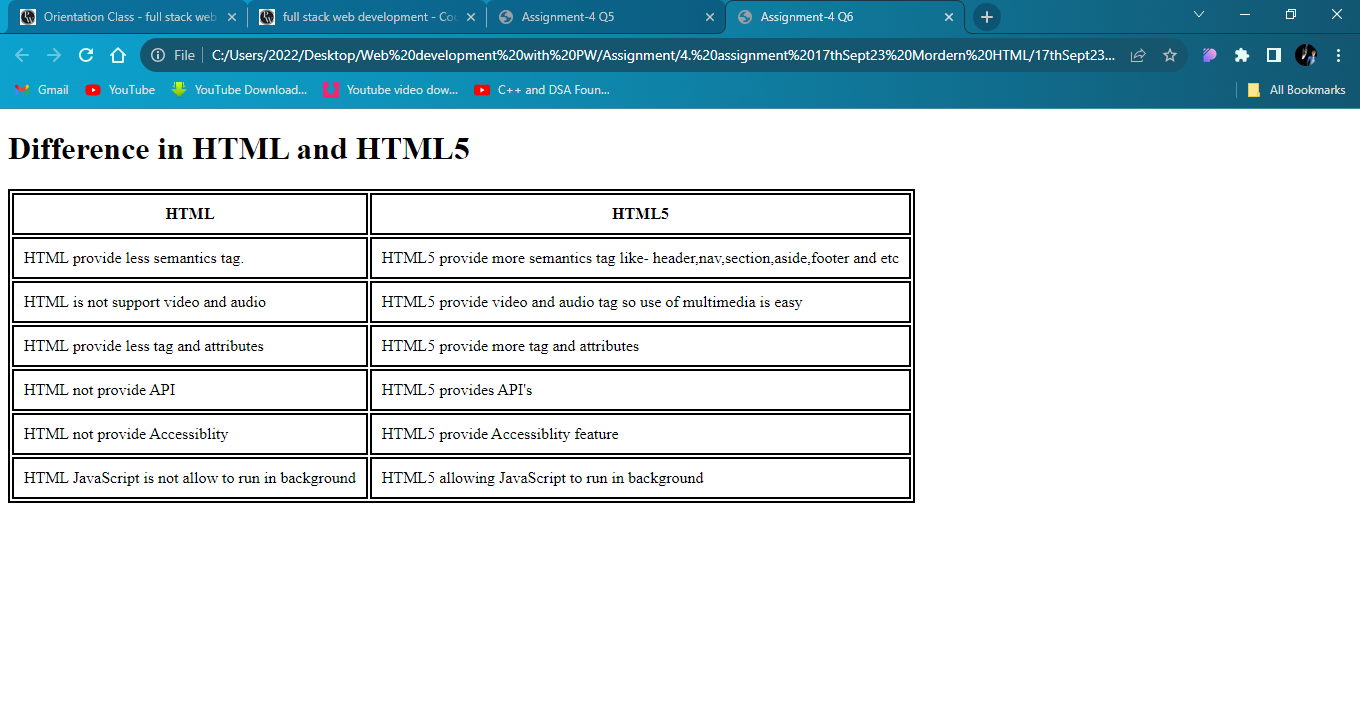 Orientation Class - full stack web
full stack web development - Cou
Assignment-4 Q5
Assignment-4 Q6
File
C:/Users/2022/Desktop/Web%20development%20with%20PW/Assignment/4.%20assignment%2017thSept23%20Mordern%20HTML/17thSept23...
Gmail
YouTube
YouTube Download...
Youtube video dow...
C++ and DSA Foun...
All Bookmarks
Difference in HTML and HTML5
HTML HTML5
HTML provide less semantics tag. HTML5 provide more semantics tag like- header,nav,section,aside,footer and etc
HTML is not support video and audio HTML5 provide video and audio tag so use of multimedia is easy
HTML provide less tag and attributes HTML5 provide more tag and attributes
HTML not provide API HTML5 provides API's
HTML not provide Accessiblity HTML5 provide Accessiblity feature
HTML JavaScript is not allow to run in background HTML5 allowing JavaScript to run in background